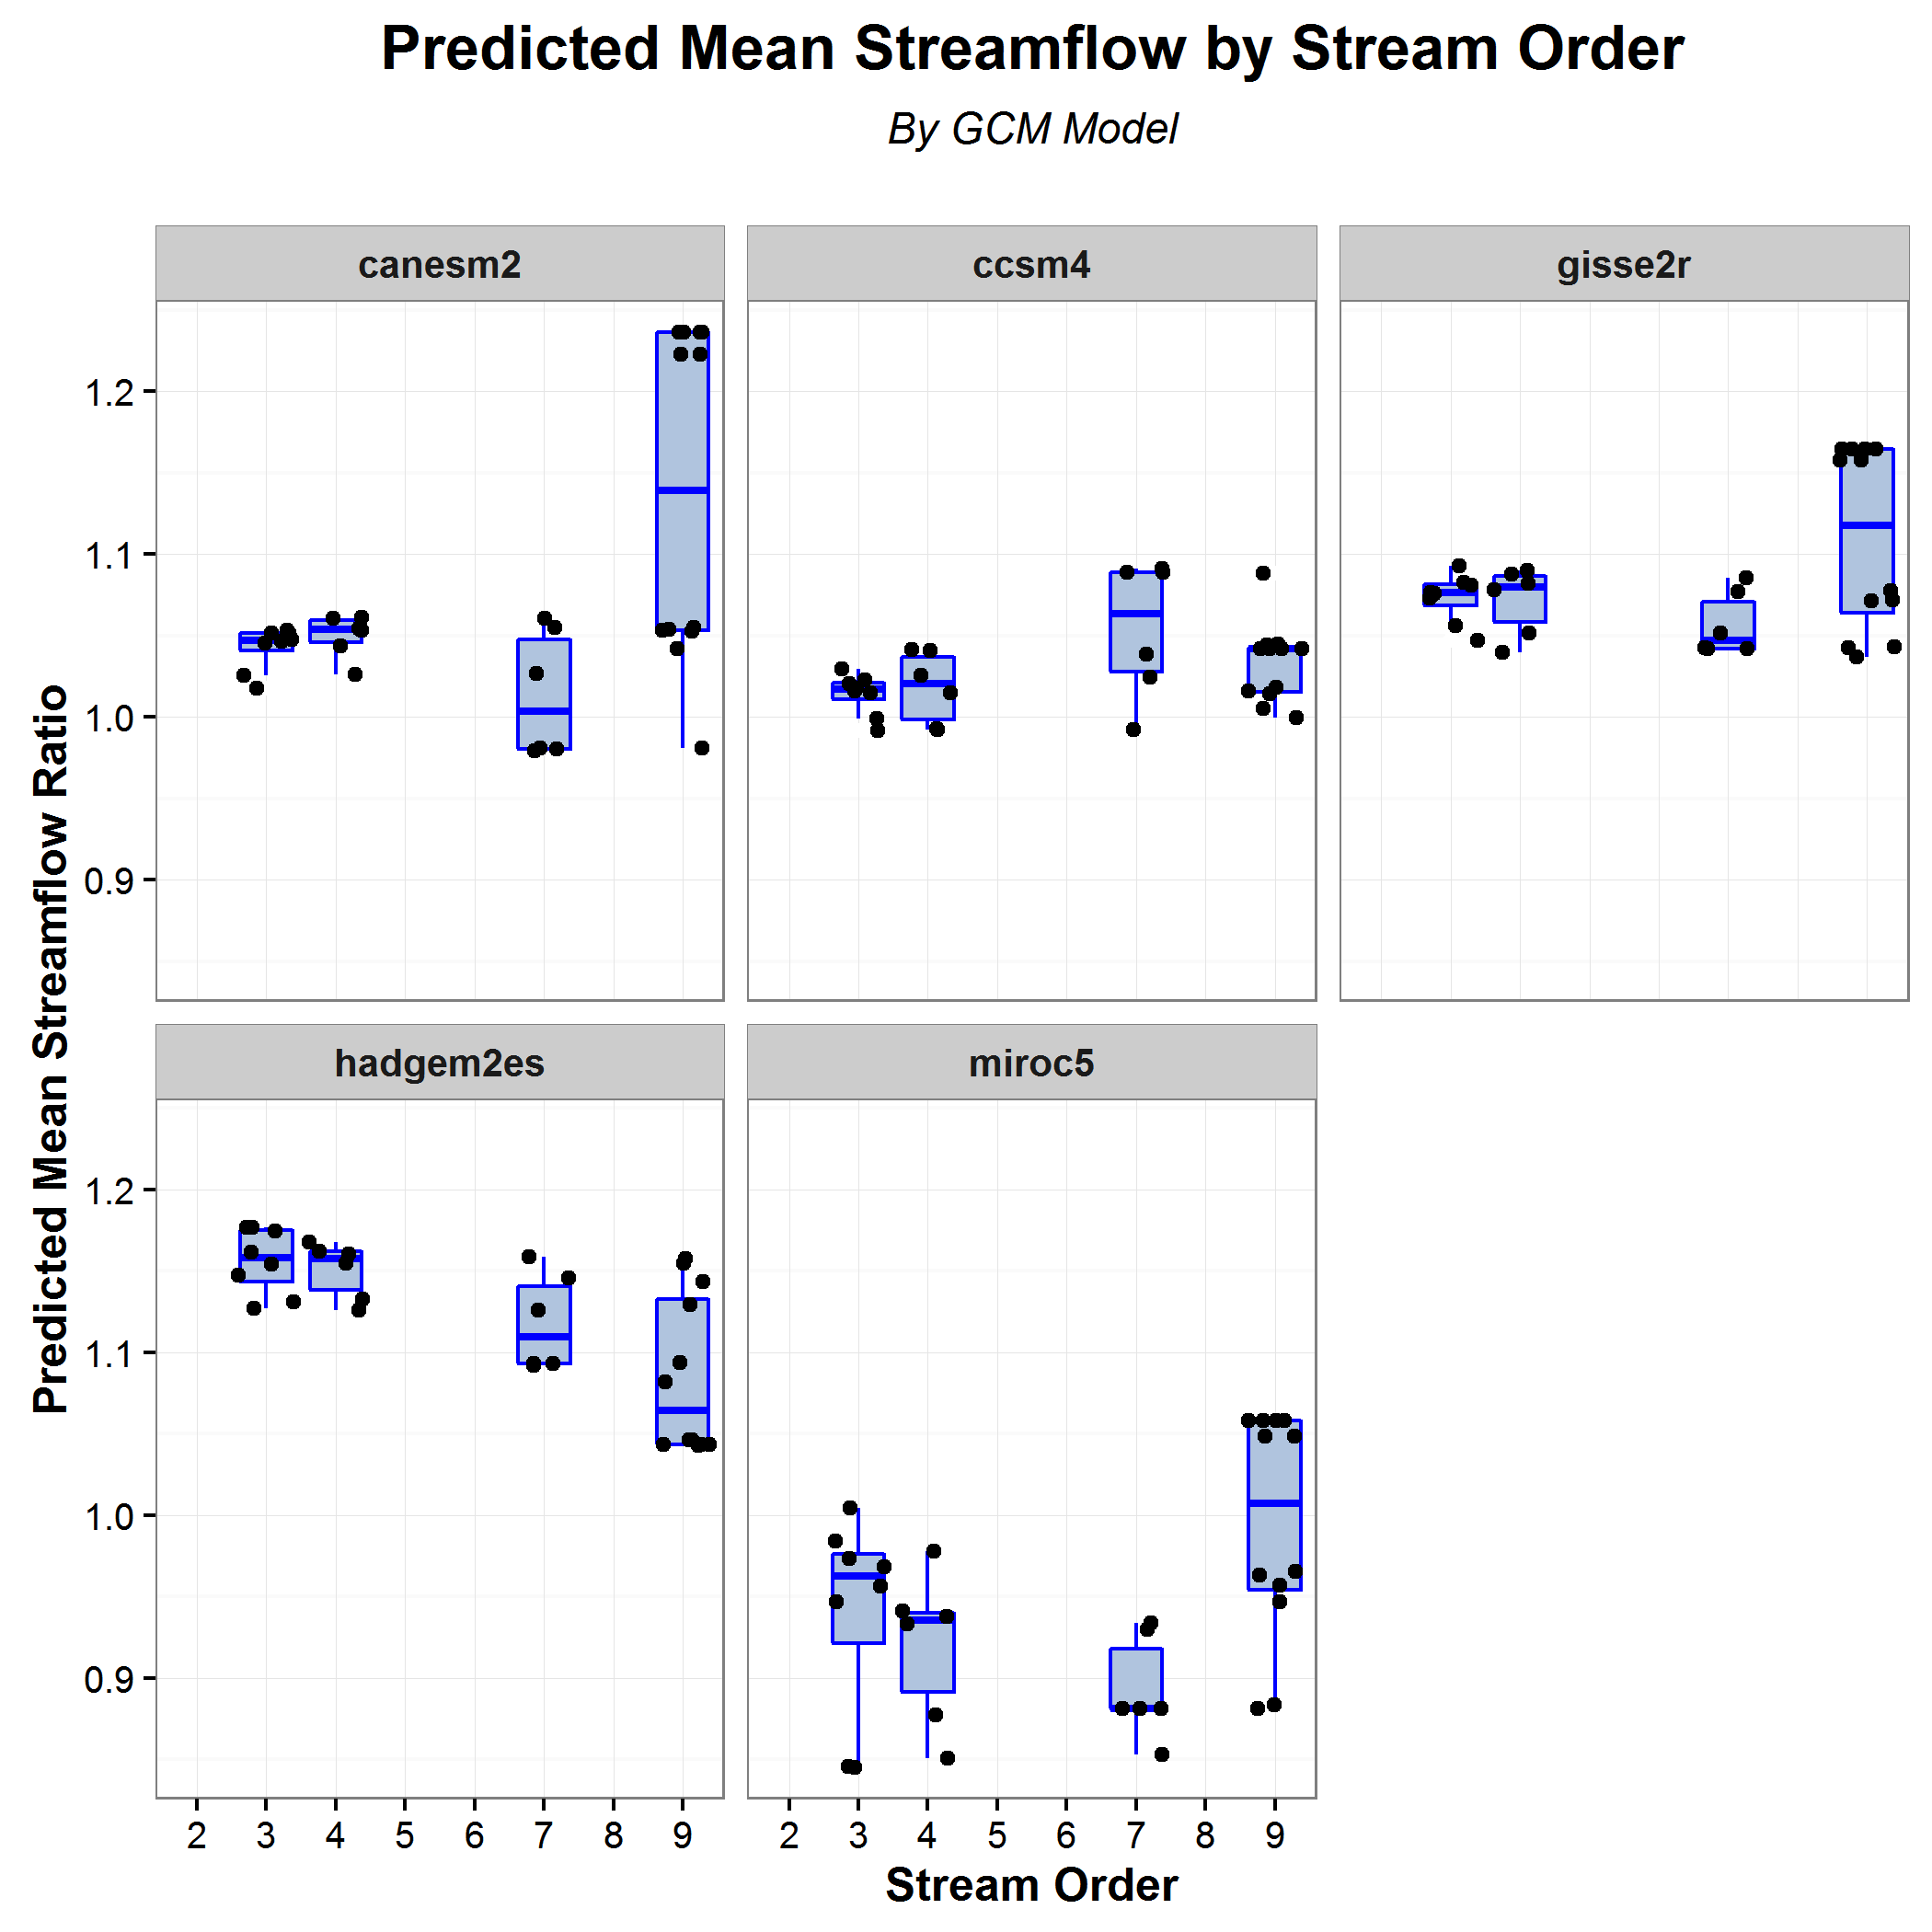 Predicted Mean Streamflow by Stream Order
By GCM Model
canesm2
ccsm4
gisse2r
1.2
1.1
1.0
0.9
Predicted Mean Streamflow Ratio
hadgem2es
miroc5
1.2
1.1
1.0
0.9
2 3 4 5 6 7 8 9
2 3 4 5 6 7 8 9
Stream Order